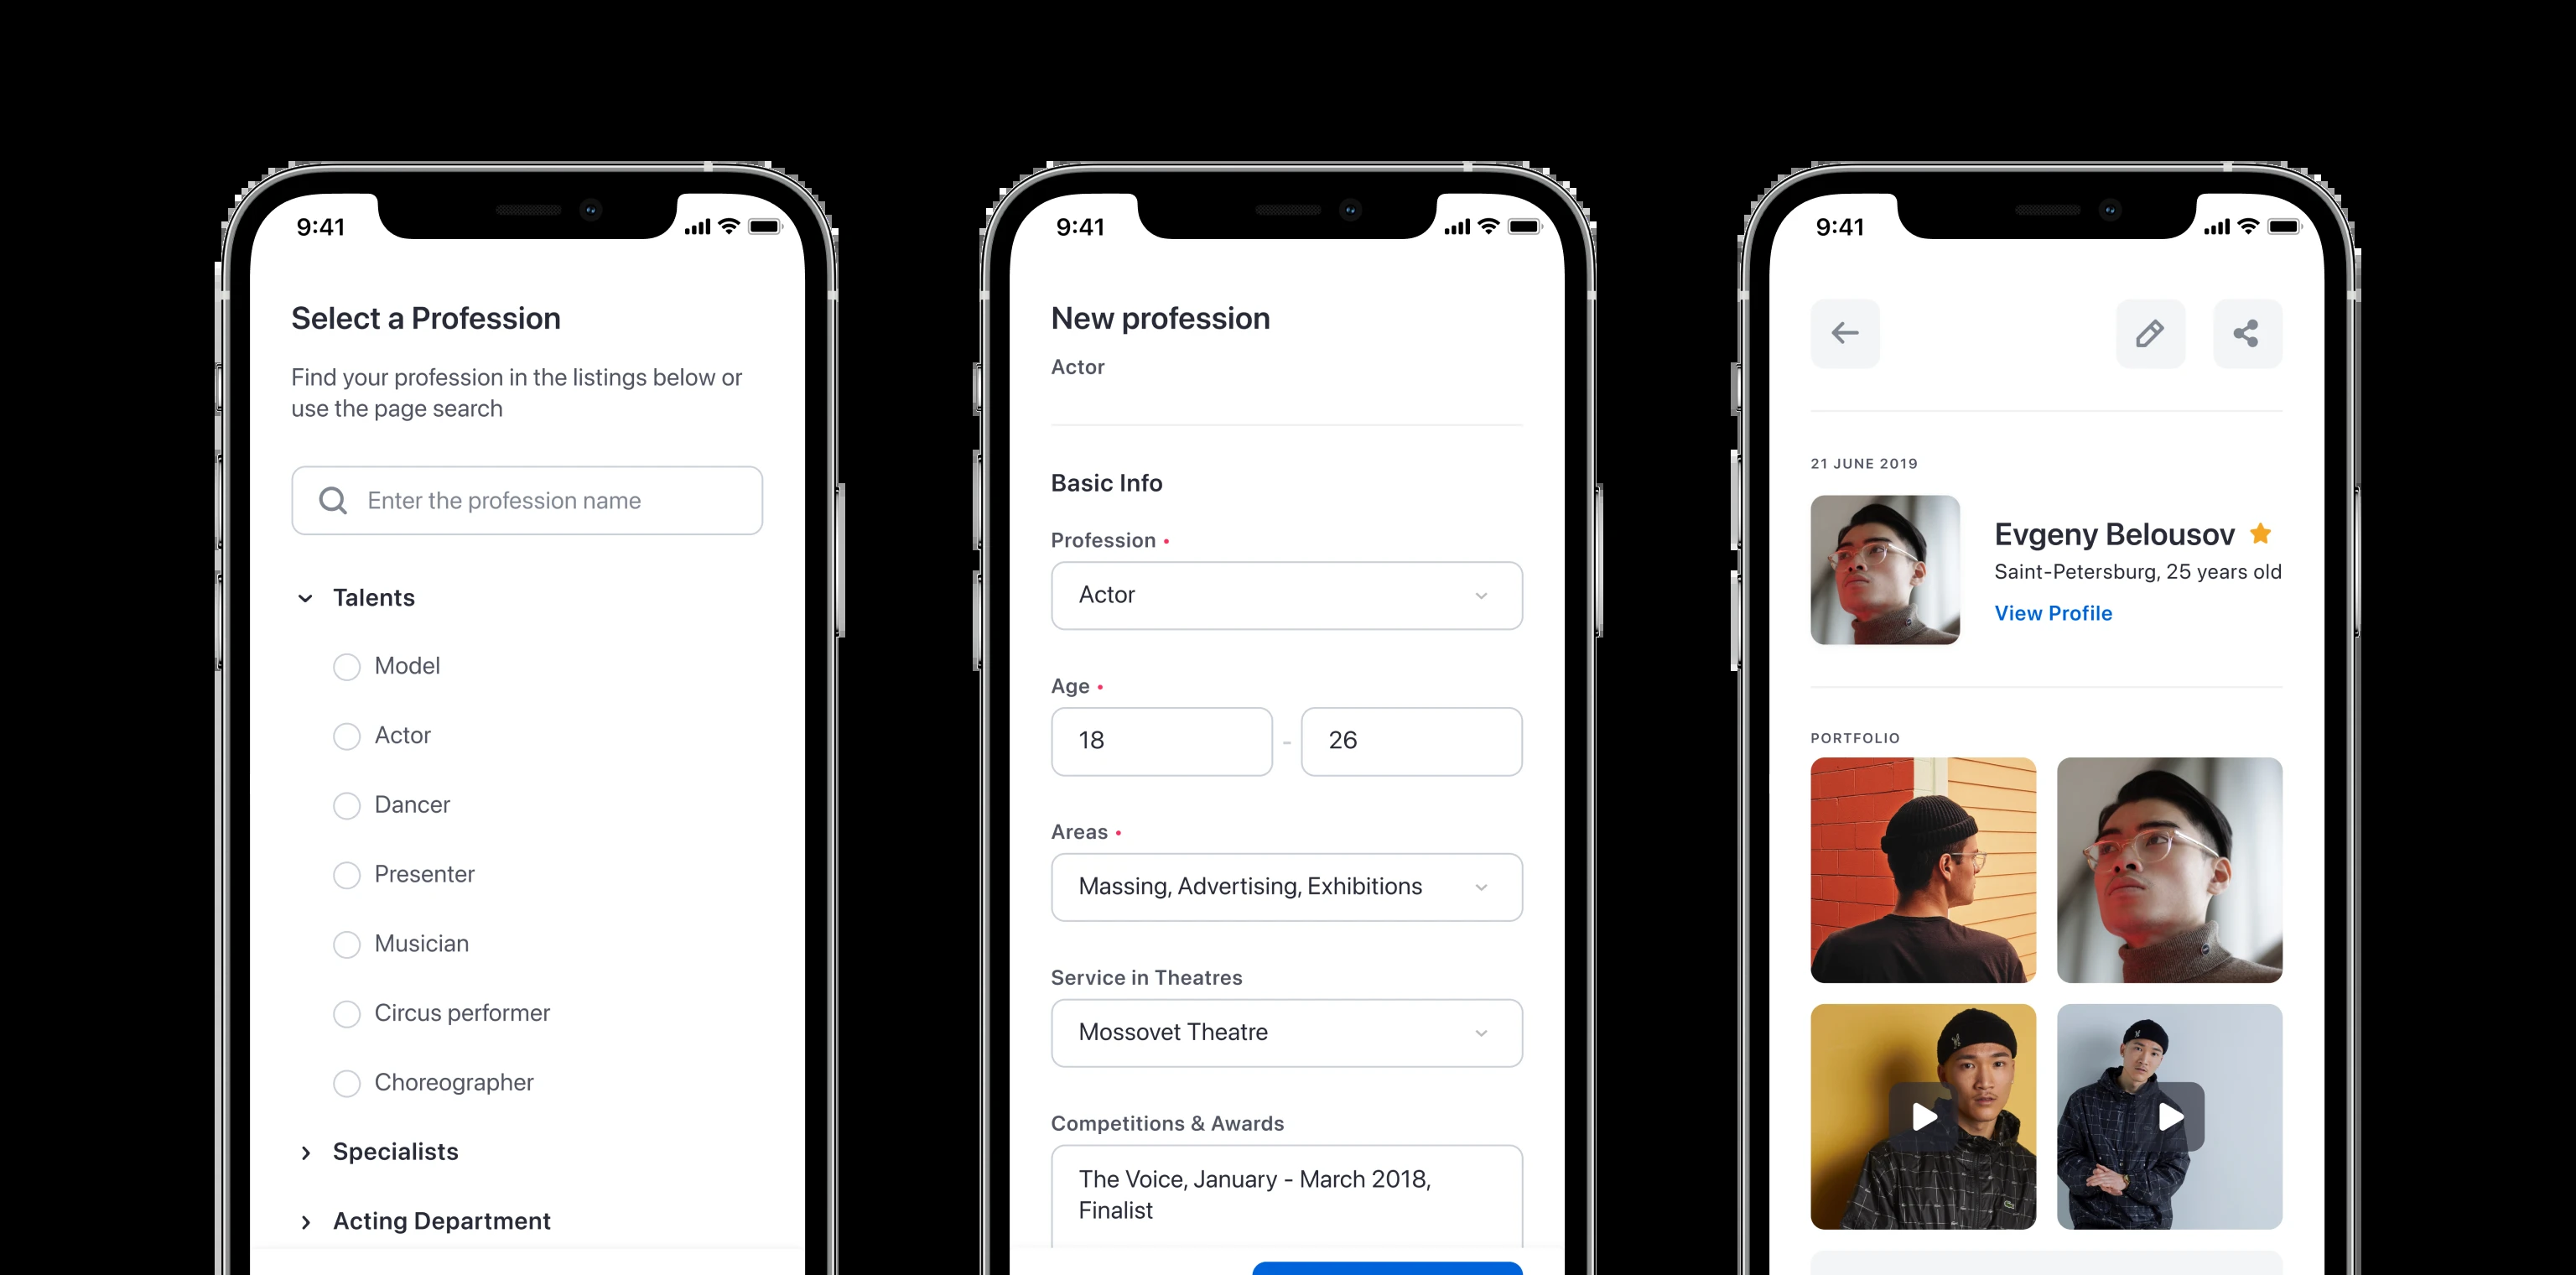 9:41
Select a Profession
Find your profession in the listings below or
use the page search
Enter the profession name
Talents
Model
Actor
Dancer
Presenter
Musician
Circus performer
Choreographer
Specialists
Acting Department
9:41
New profession
Actor
Basic Info
Profession •
Actor
Age •
18 - 26
Areas •
Massing, Advertising, Exhibitions
Service in Theatres
Mossovet Theatre
Competitions & Awards
The Voice, January - March 2018,
Finalist
9:41
21 JUNE 2019
Evgeny Belousov
Saint-Petersburg, 25 years old
View Profile
PORTFOLIO